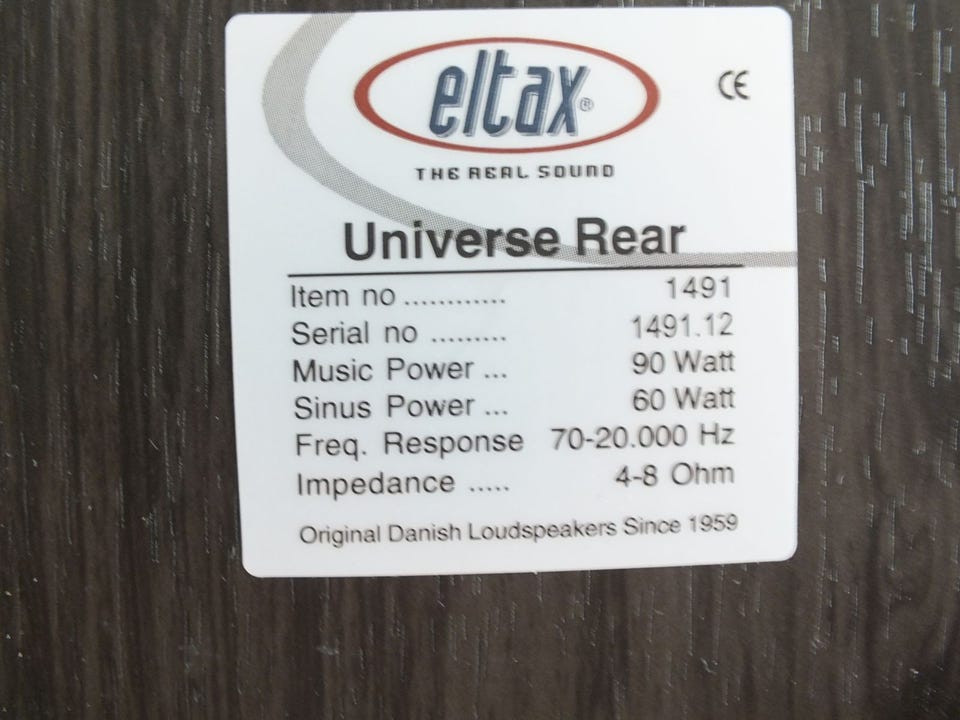 eltax®
CE
THE REAL SOUND
Universe Rear
Item no ............ 1491
Serial no ......... 1491.12
Music Power ... 90 Watt
Sinus Power ... 60 Watt
Freq. Response 70-20.000 Hz
Impedance ..... 4-8 Ohm
Original Danish Loudspeakers Since 1959